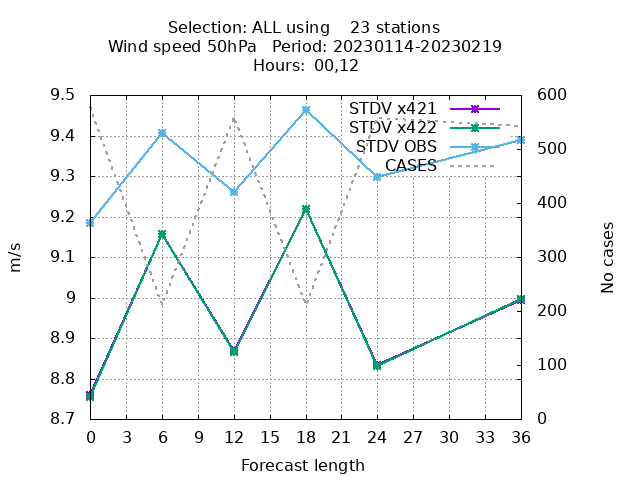 Selection: ALL using    23 stations
Wind speed 50hPa   Period: 20230114-20230219
Hours:  00,12
9.5
9.4
9.3
9.2
9.1
9
8.9
8.8
8.7
600
500
400
300
200
100
0
STDV x421
STDV x422
STDV OBS
CASES
m/s
No cases
0 3 6 9 12 15 18 21 24 27 30 33 36
Forecast length